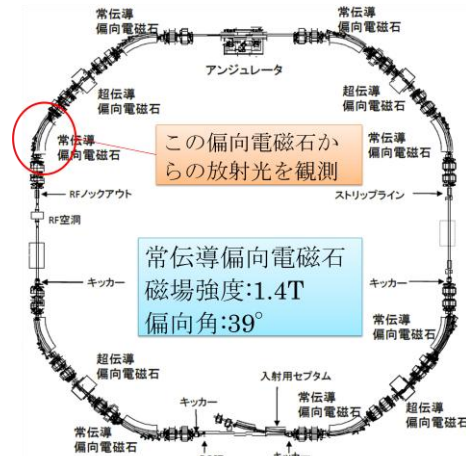 常伝導
偏向電磁石
常伝導
偏向電磁石
アンジュレータ
超伝導
偏向電磁石
超伝導
偏向電磁石
常伝導
偏向電磁石
この偏向電磁石か
らの放射光を観測
常伝導
偏向電磁石
RFノックアウト
ストリップライン
RF空洞
常伝導偏向電磁石
磁場強度:1.4T
偏向角:39°
キッカー
キッカー
常伝導
偏向電磁石
超伝導
偏向電磁石
キッカー
入射用セプタム
常伝導
偏向電磁石
超伝導
偏向電磁石
常伝導
偏向電磁石
キッカー